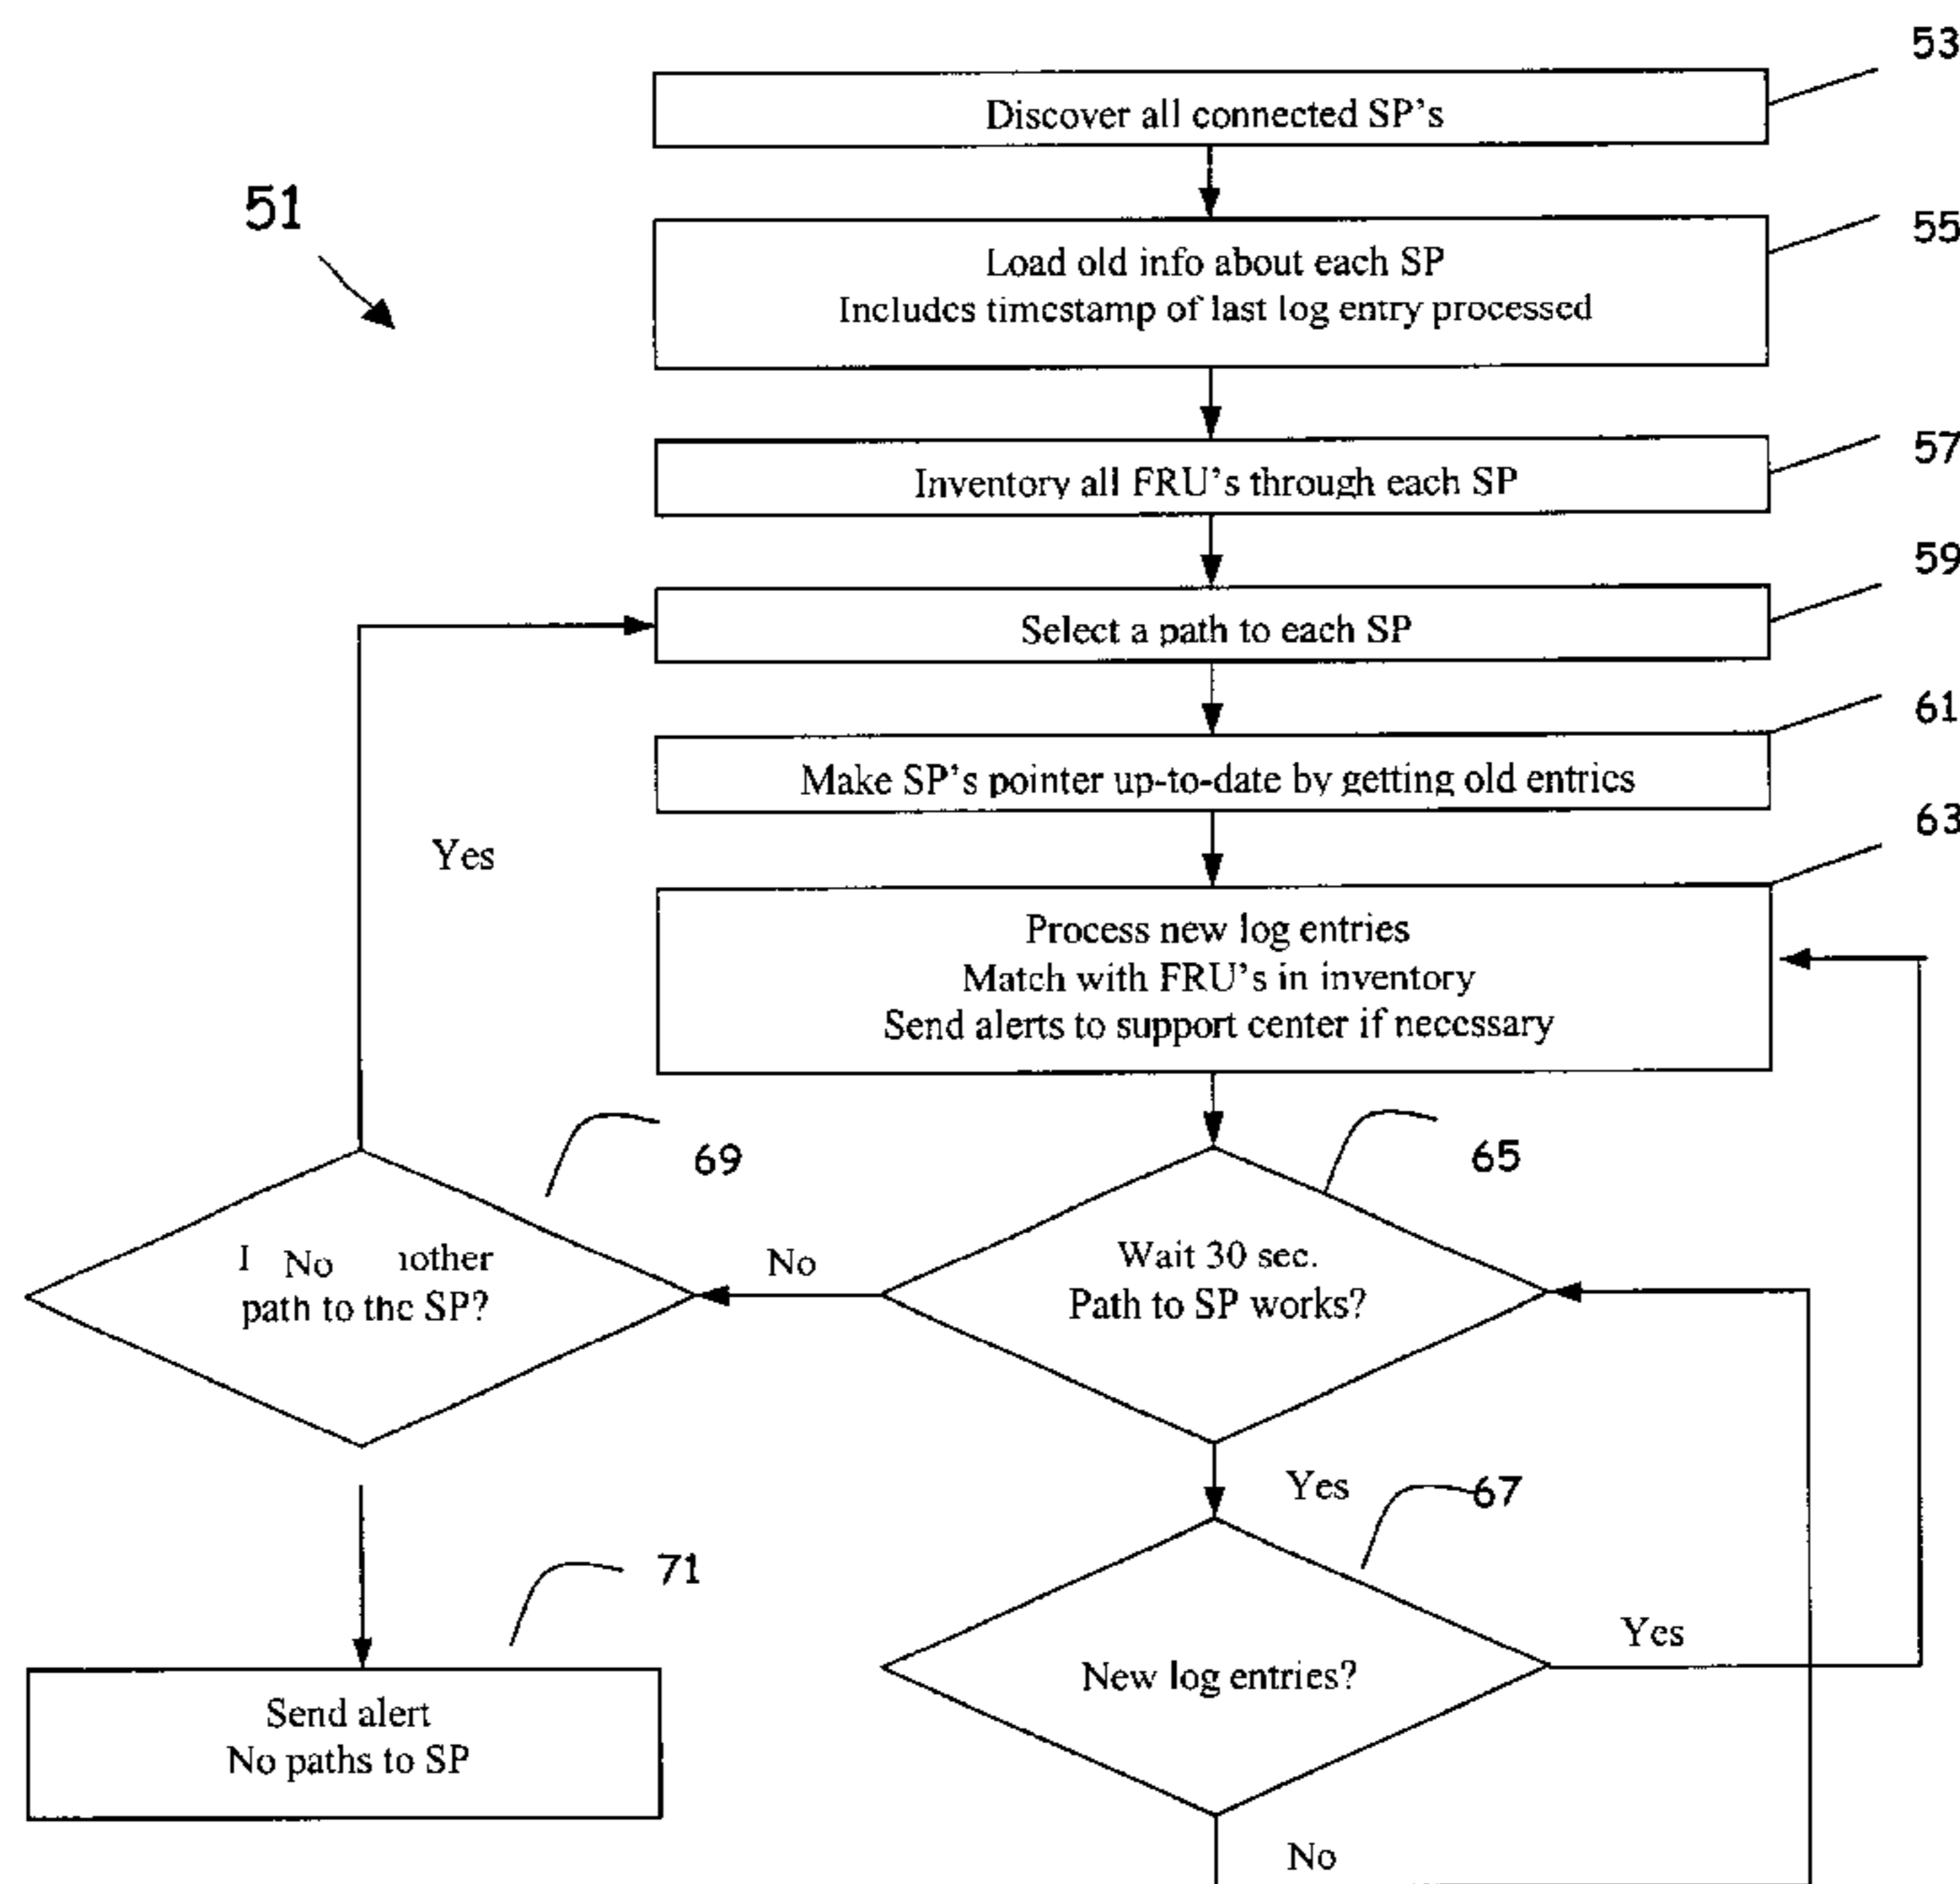 53
Discover all connected SP's
51
55
Load old info about each SP
Includes timestamp of last log entry processed
57
Inventory all FRU's through each SP
59
Select a path to each SP
61
Make SP's pointer up-to-date by getting old entries
63
Yes
Process new log entries
Match with FRU's in inventory
Send alerts to support center if necessary
69
65
No
path to the SP?
No
Wait 30 sec.
Path to SP works?
Yes
67
71
Yes
New log entries?
Send alert
No paths to SP
No